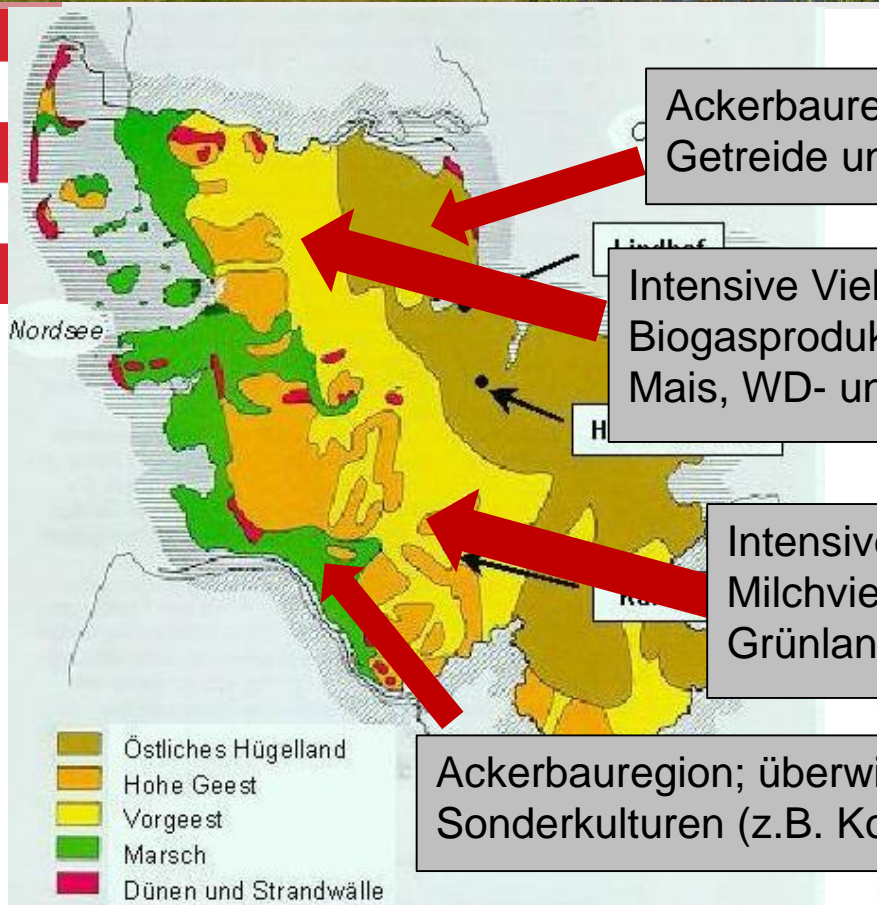 Ackerbaure
Getreide un
Intensive Vieh
Biogasproduk
Mais, WD- un
Nordsee
Intensive
Milchvie
Grünlan
Ackerbauregion; überwi
Sonderkulturen (z.B. Ko
Östliches Hügelland
Hohe Geest
Vorgeest
Marsch
Dünen und Strandwälle